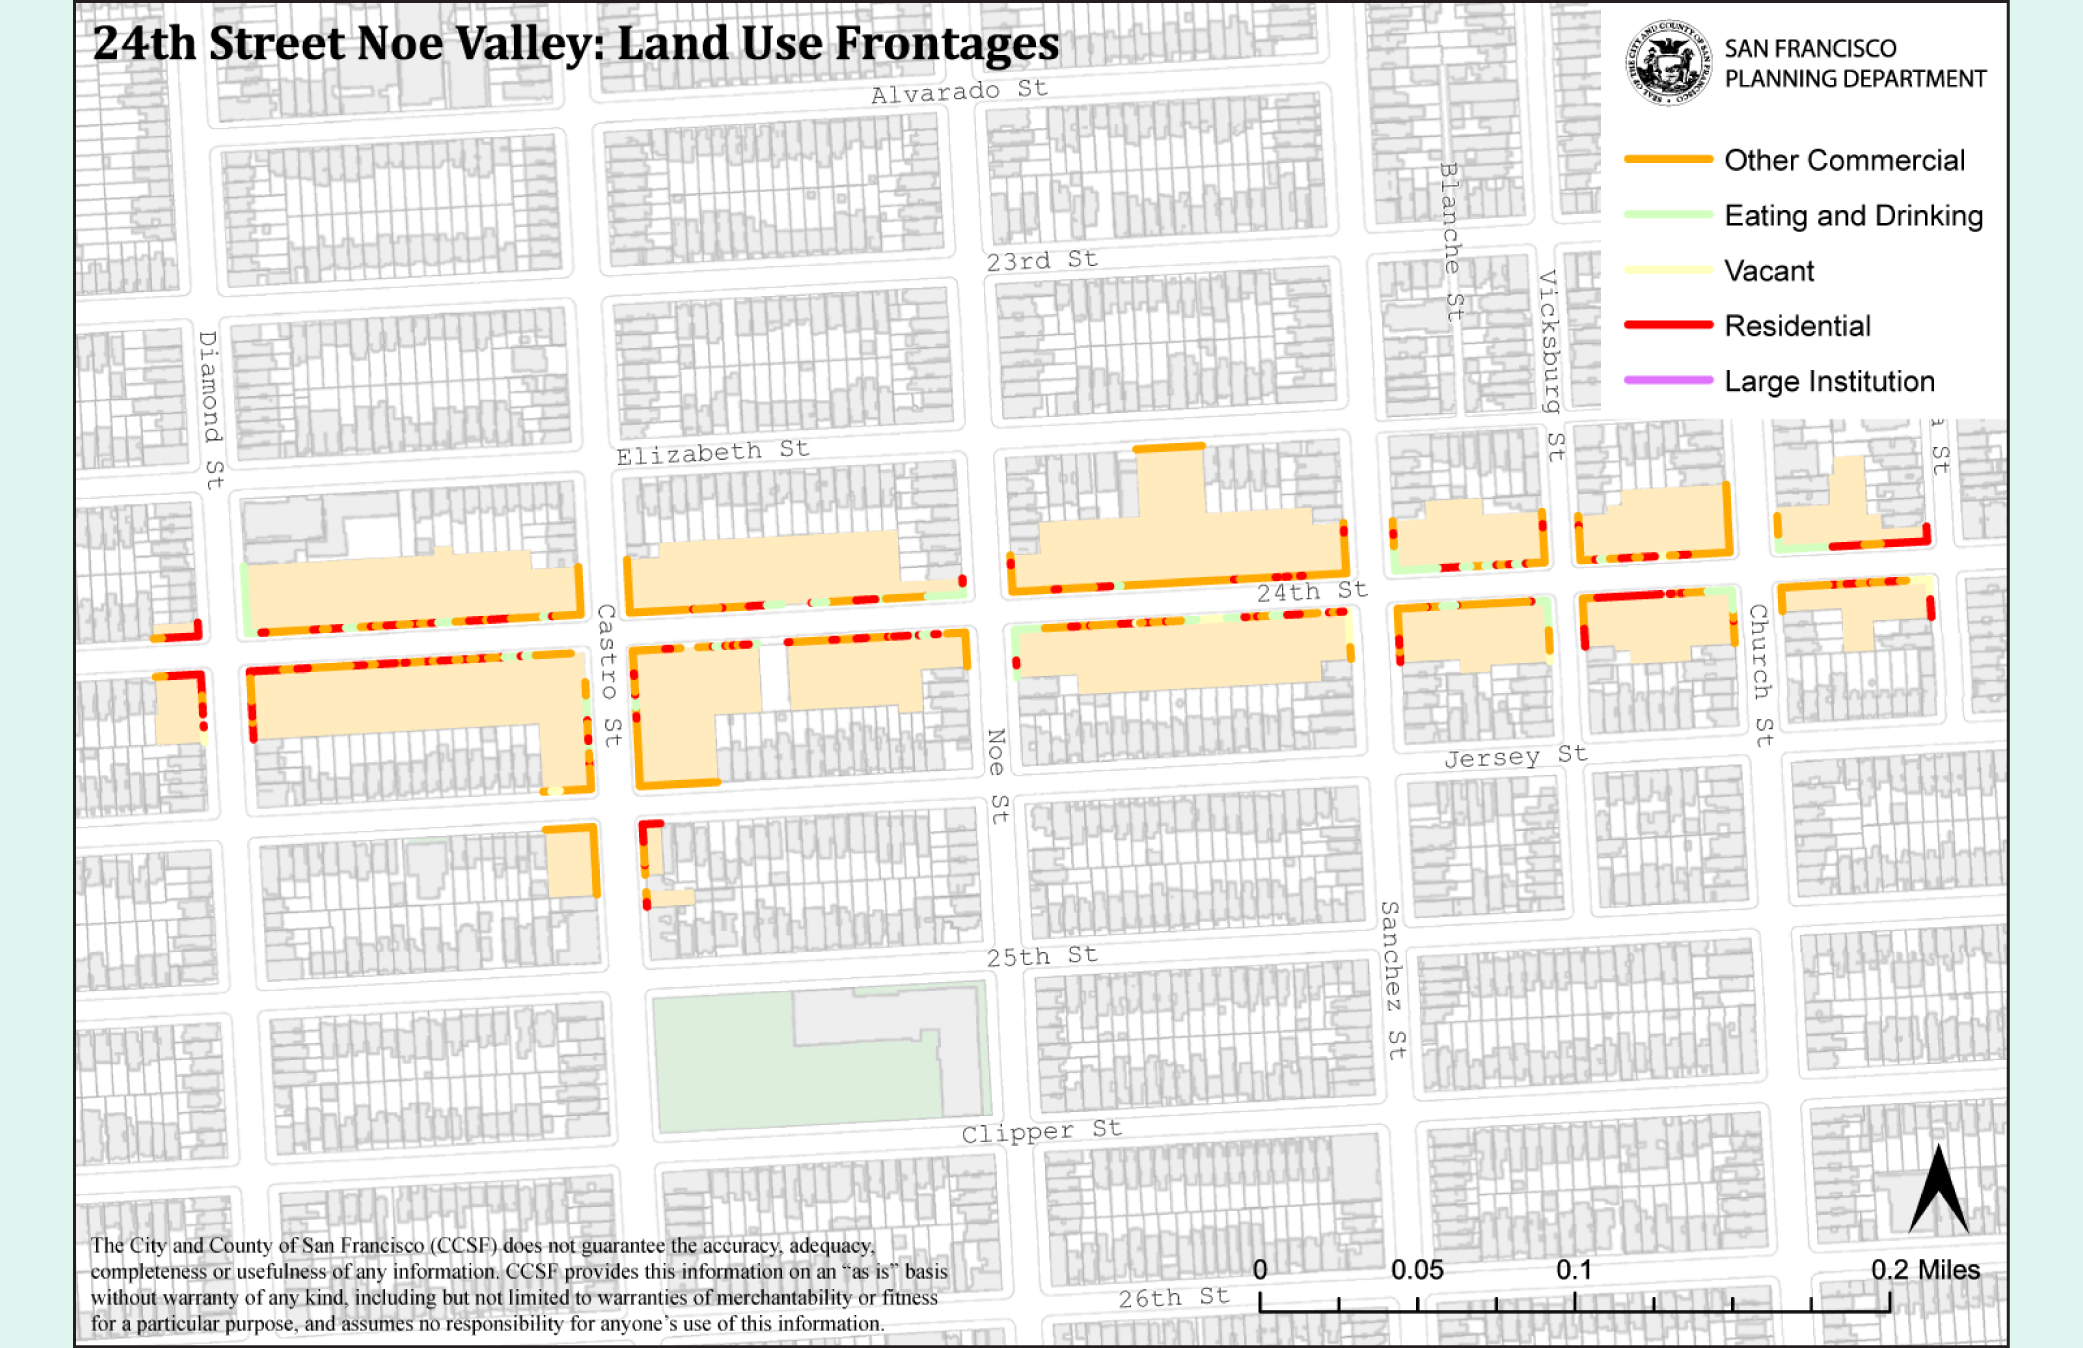 24th Street Noe Valley: Land Use Frontages
SAN FRANCISCO
PLANNING DEPARTMENT
Other Commercial
Eating and Drinking
Vacant
Residential
Large Institution
Alvarado St
23rd St
Blanche St
Vicksburg St
Diamond St
Elizabeth St
St
24th St
Castro St
Church St
Noe St
Jersey St
Sanchez St
25th St
Clipper St
26th St
0 0.05 0.1 0.2 Miles
The City and County of San Francisco (CCSF) does not guarantee the accuracy, adequacy,
completeness or usefulness of any information. CCSF provides this information on an “as is” basis
without warranty of any kind, including but not limited to warranties of merchantability or fitness
for a particular purpose, and assumes no responsibility for anyone’s use of this information.